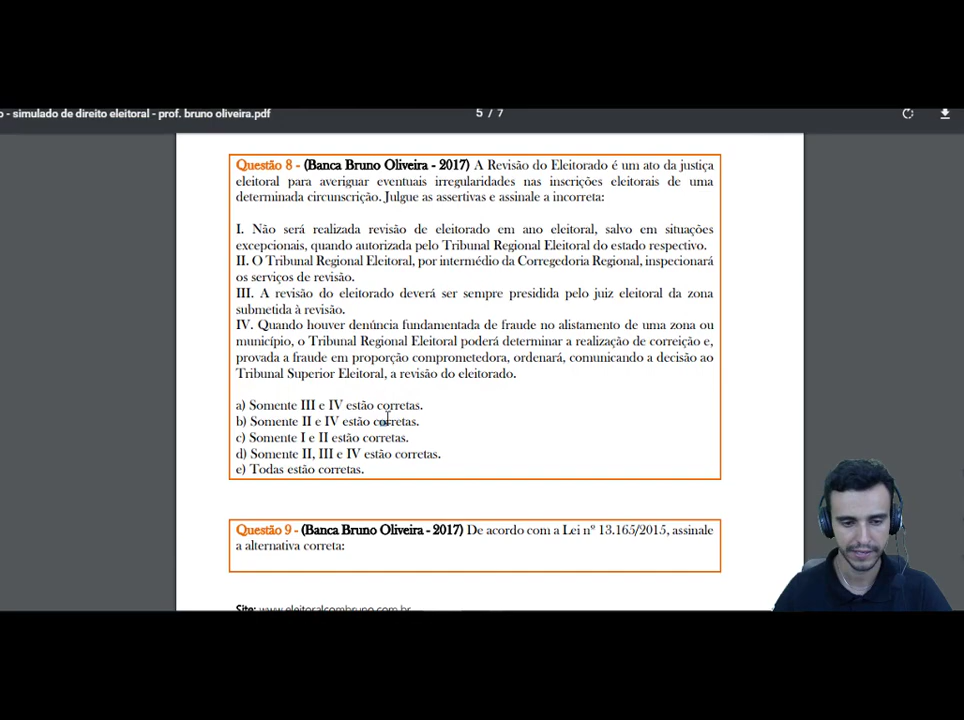 o - simulado de direito eleitoral - prof. bruno oliveira.pdf
5 / 7
Questão 8 - (Banca Bruno Oliveira - 2017) A Revisão do Eleitorado é um ato da justiça
eleitoral para averiguar eventuais irregularidades nas inscrições eleitorais de uma
determinada circunscrição. Julgue as assertivas e assinale a incorreta:
I. Não será realizada revisão de eleitorado em ano eleitoral, salvo em situações
excepcionais, quando autorizada pelo Tribunal Regional Eleitoral do estado respectivo.
II. O Tribunal Regional Eleitoral, por intermédio da Corregedoria Regional, inspecionará
os serviços de revisão.
III. A revisão do eleitorado deverá ser sempre presidida pelo juiz eleitoral da zona
submetida à revisão.
IV. Quando houver denúncia fundamentada de fraude no alistamento de uma zona ou
município, o Tribunal Regional Eleitoral poderá determinar a realização de correição e,
provada a fraude em proporção comprometedora, ordenará, comunicando a decisão ao
Tribunal Superior Eleitoral, a revisão do eleitorado.
a) Somente III e IV estão corretas.
b) Somente II e IV estão corretas.
c) Somente I e II estão corretas.
d) Somente II, III e IV estão corretas.
e) Todas estão corretas.
Questão 9 - (Banca Bruno Oliveira - 2017) De acordo com a Lei nº 13.165/2015, assinale
a alternativa correta:
Site: www.eleitoralcombruno.com.br